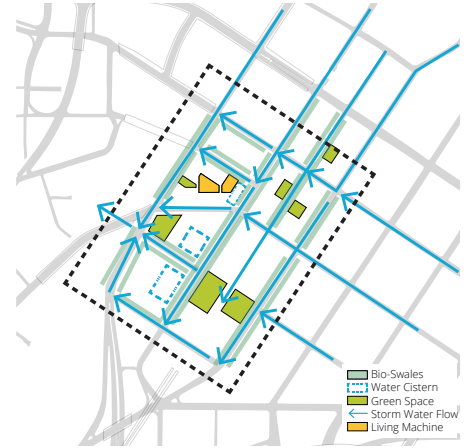 Bio-Swales
Water Cistern
Green Space
Storm Water Flow
Living Machine